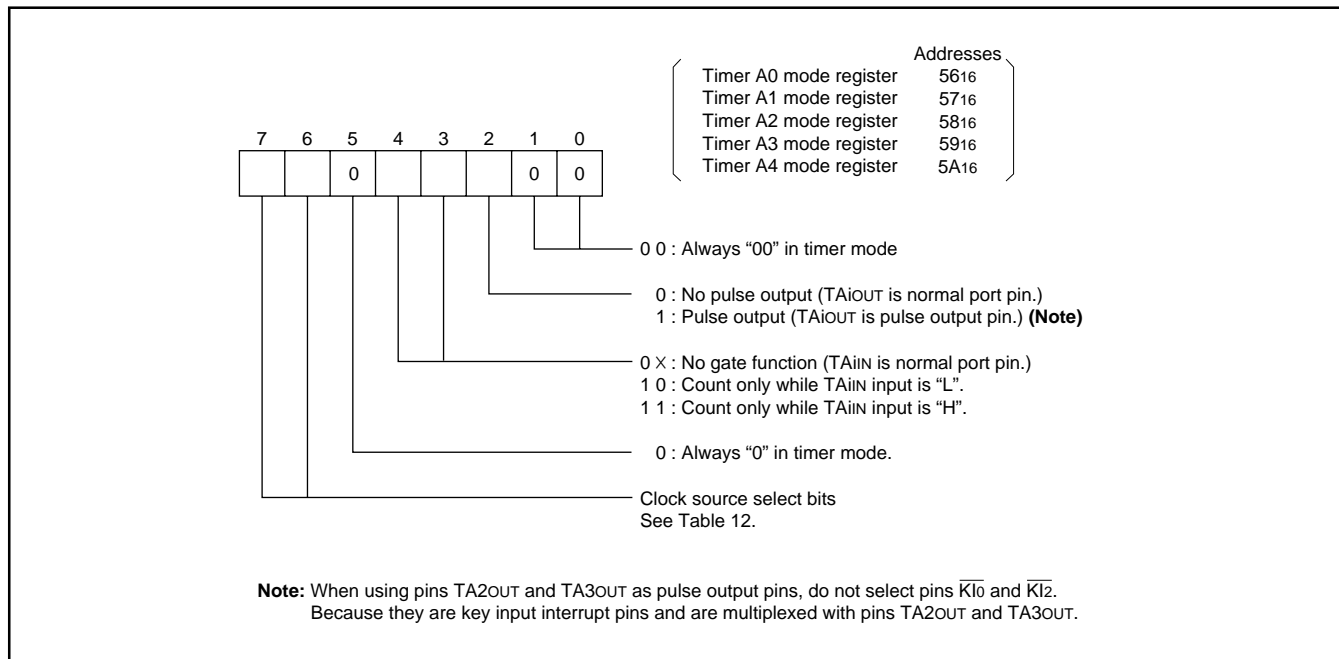 Addresses
Timer A0 mode register 5616
Timer A1 mode register 5716
Timer A2 mode register 5816
Timer A3 mode register 5916
Timer A4 mode register 5A16
7 6 5 4 3 2 1 0
0 0 0
0 0 : Always “00” in timer mode
0 : No pulse output (TAiOUT is normal port pin.)
1 : Pulse output (TAiOUT is pulse output pin.) (Note)
0 × : No gate function (TAiIN is normal port pin.)
1 0 : Count only while TAiIN input is “L”.
1 1 : Count only while TAiIN input is “H”.
0 : Always “0” in timer mode.
Clock source select bits
See Table 12.
Note: When using pins TA2OUT and TA3OUT as pulse output pins, do not select pins KI0 and KI2.
Because they are key input interrupt pins and are multiplexed with pins TA2OUT and TA3OUT.